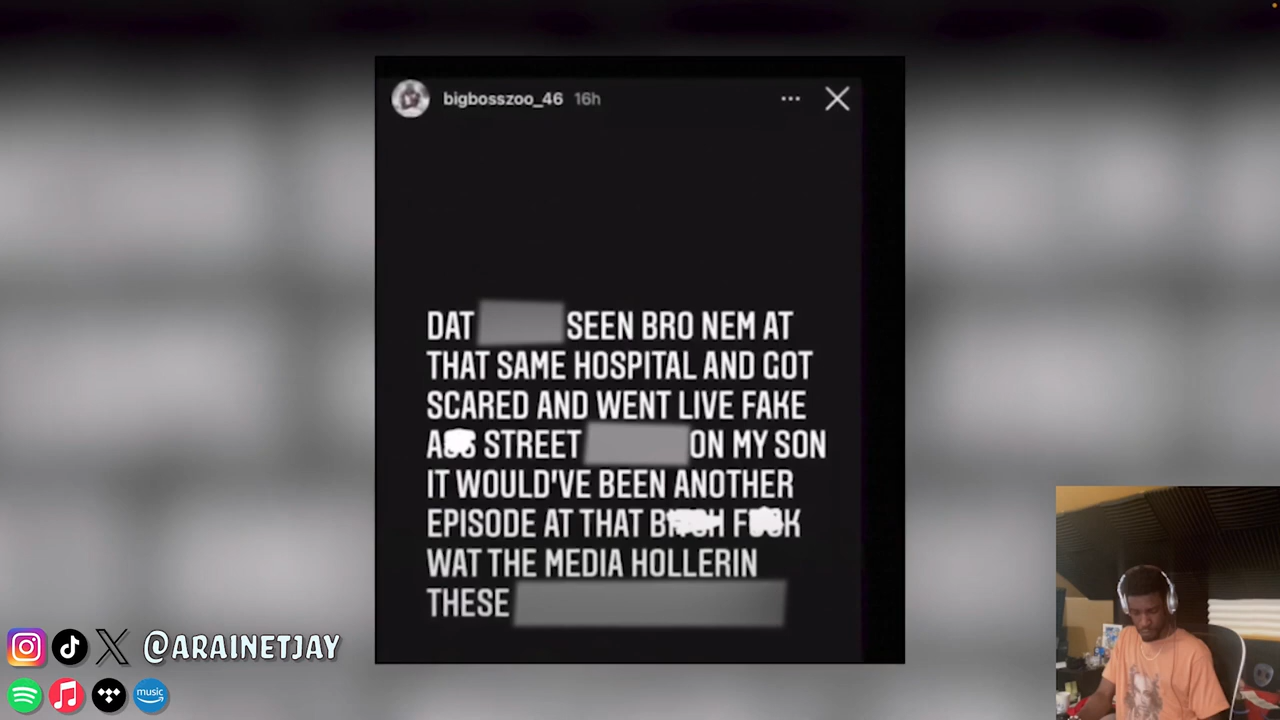 bigbosszoo_46 16h
DAT SEEN BRO NEM AT
THAT SAME HOSPITAL AND GOT
SCARED AND WENT LIVE FAKE
STREET ON MY SON
IT WOULD'VE BEEN ANOTHER
EPISODE AT THAT
WAT THE MEDIA HOLLERIN
THESE
@ARAINETJAY
music